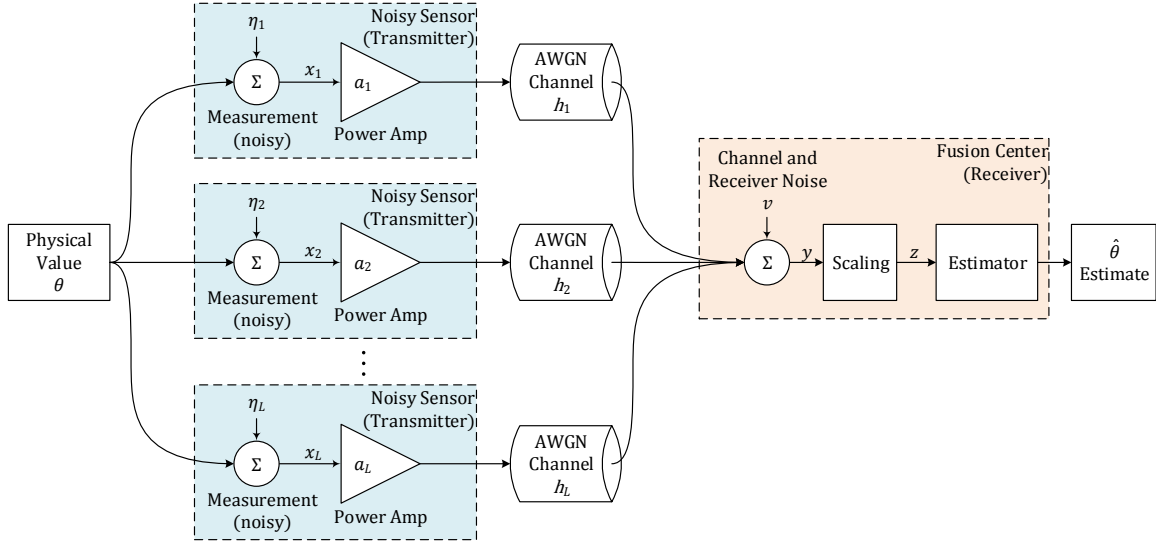 Physical
Value
θ
Noisy Sensor
(Transmitter)
η1
Σ
x1
a1
Measurement
(noisy)
Power Amp
AWGN
Channel
h1
Noisy Sensor
(Transmitter)
η2
Σ
x2
a2
Measurement
(noisy)
Power Amp
AWGN
Channel
h2
Noisy Sensor
(Transmitter)
ηL
Σ
xL
aL
Measurement
(noisy)
Power Amp
AWGN
Channel
hL
Fusion Center
(Receiver)
Channel and
Receiver Noise
v
Σ
y
Scaling
z
Estimator
θ̂
Estimate